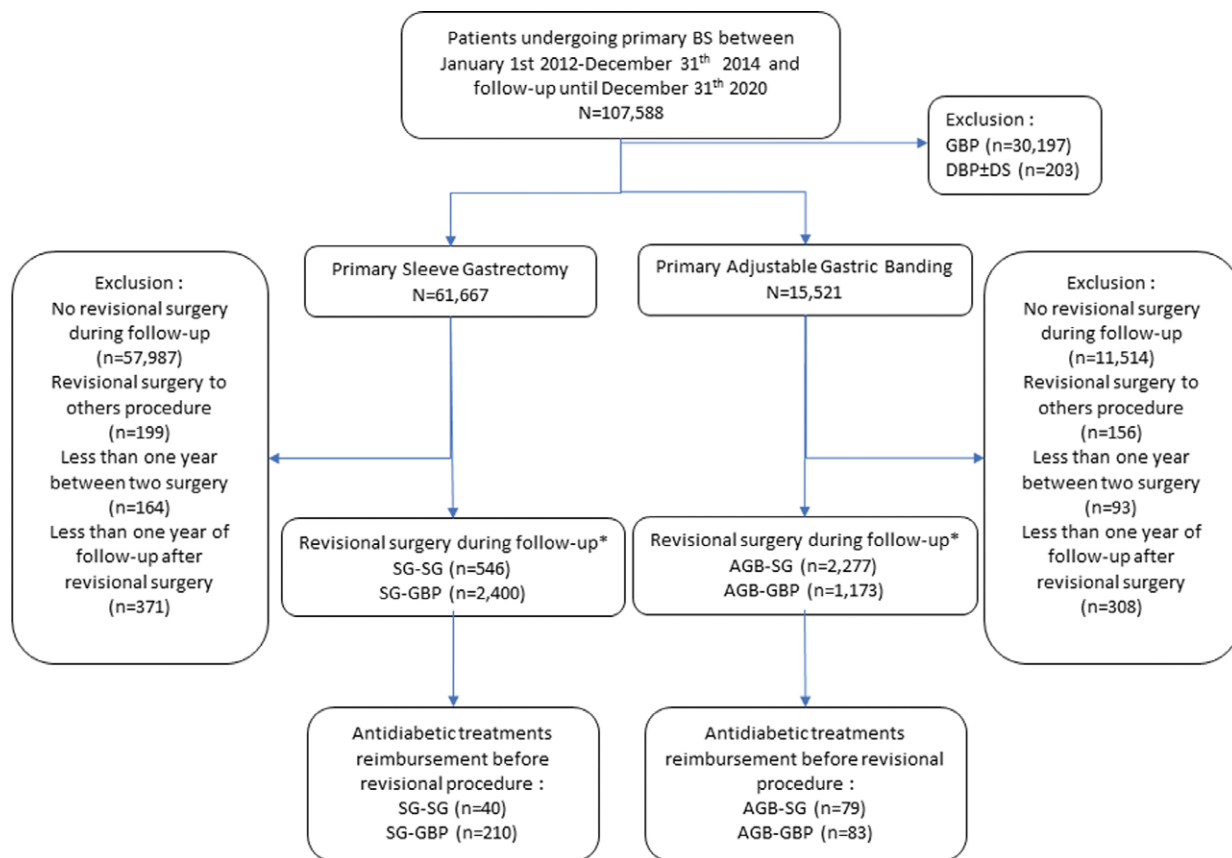 Patients undergoing primary BS between
January 1st 2012-December 31th 2014 and
follow-up until December 31th 2020
N=107,588
Exclusion :
GBP (n=30,197)
DBP±DS (n=203)
Primary Sleeve Gastrectomy
N=61,667
Primary Adjustable Gastric Banding
N=15,521
Exclusion :
No revisional surgery
during follow-up
(n=57,987)
Revisional surgery to
others procedure
(n=199)
Less than one year
between two surgery
(n=164)
Less than one year of
follow-up after
revisional surgery
(n=371)
Exclusion :
No revisional surgery
during follow-up
(n=11,514)
Revisional surgery to
others procedure
(n=156)
Less than one year
between two surgery
(n=93)
Less than one year of
follow-up after
revisional surgery
(n=308)
Revisional surgery during follow-up*
SG-SG (n=546)
SG-GBP (n=2,400)
Revisional surgery during follow-up*
AGB-SG (n=2,277)
AGB-GBP (n=1,173)
Antidiabetic treatments
reimbursement before
revisional procedure :
SG-SG (n=40)
SG-GBP (n=210)
Antidiabetic treatments
reimbursement before revisional
procedure :
AGB-SG (n=79)
AGB-GBP (n=83)